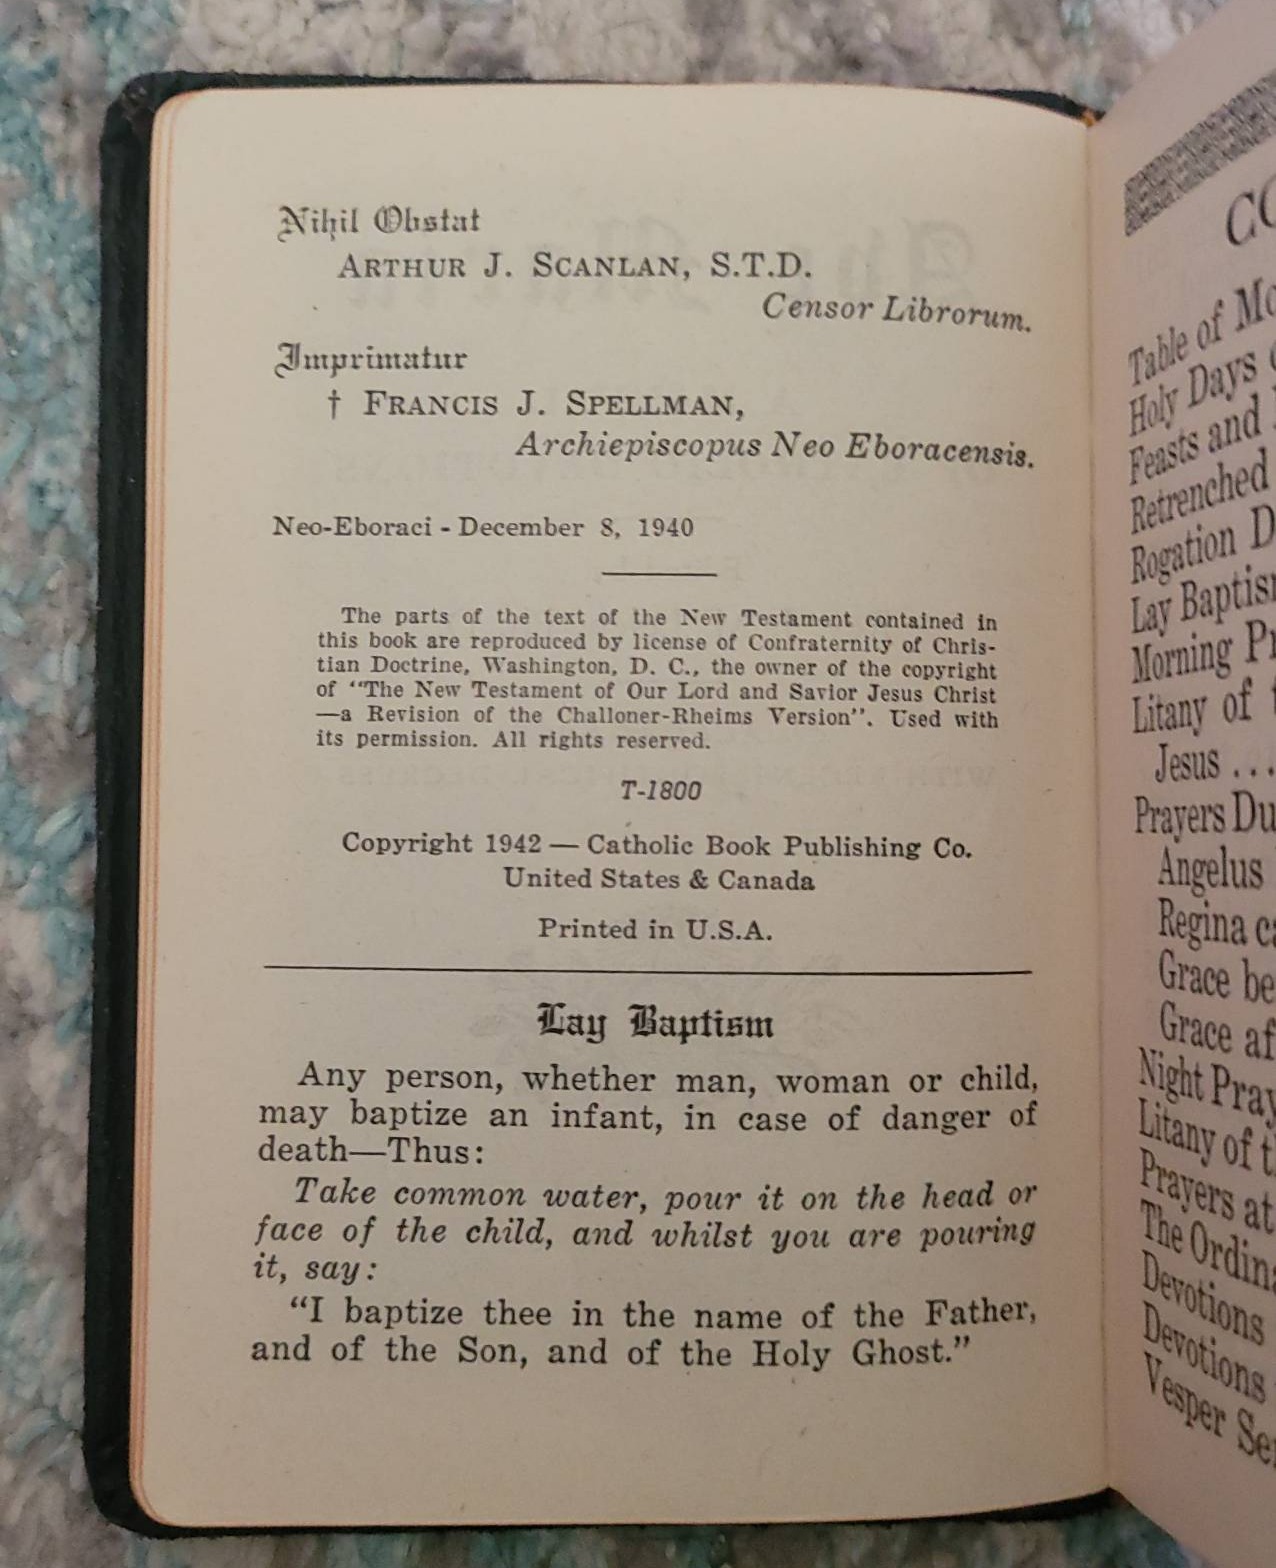 Nihil Obstat
ARTHUR J. SCANLAN, S.T.D.
Censor Librorum.
Imprimatur
† FRANCIS J. SPELLMAN,
Archiepiscopus Neo Eboracensis.
Neo-Eboraci - December 8, 1940
The parts of the text of the New Testament contained in
this book are reproduced by license of Confraternity of Chris-
tian Doctrine, Washington, D. C., the owner of the copyright
of "The New Testament of Our Lord and Savior Jesus Christ
—a Revision of the Challoner-Rheims Version". Used with
its permission. All rights reserved.
T-1800
Copyright 1942 — Catholic Book Publishing Co.
United States & Canada
Printed in U.S.A.
Lay Baptism
Any person, whether man, woman or child,
may baptize an infant, in case of danger of
death—Thus:
Take common water, pour it on the head or
face of the child, and whilst you are pouring
it, say:
"I baptize thee in the name of the Father,
and of the Son, and of the Holy Ghost."
Table of
Holy Days
Feasts and
Retrenched
Rogation
Lay
Morning
Litany of
Jesus ...
Prayers
Angelus
Regina
Grace
Grace
Night
Litany of
Prayers at
The
Devotions
Devotions
Vesper